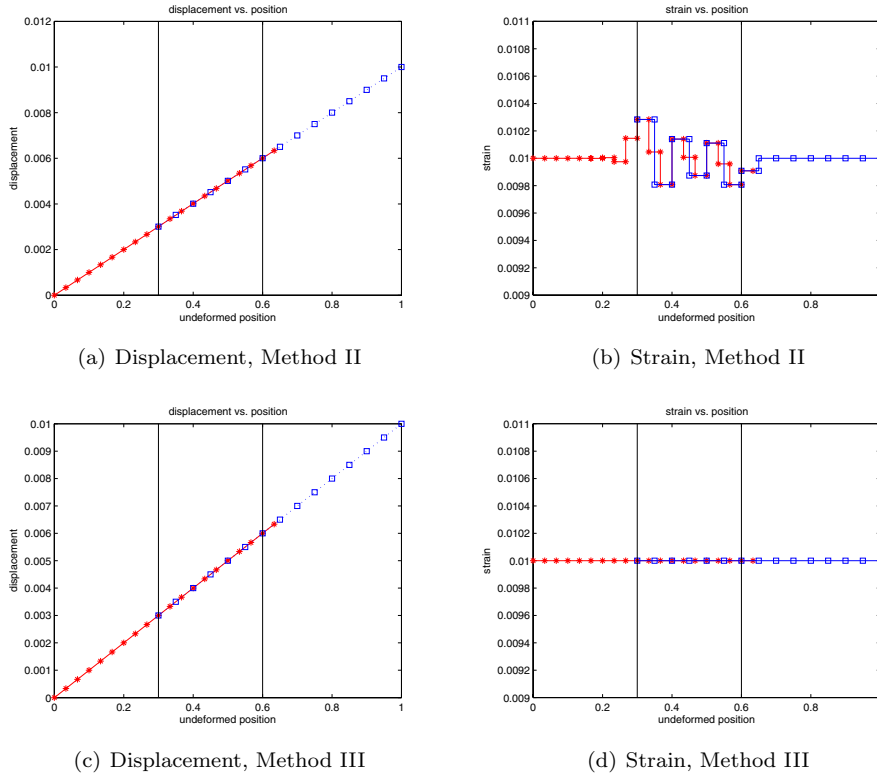 displacement vs. position
0.012
0.01
0.008
0.006
0.004
0.002
0
displacement
0 0.2 0.4 0.6 0.8 1
undeformed position
(a) Displacement, Method II
strain vs. position
0.011
0.0108
0.0106
0.0104
0.0102
0.01
0.0098
0.0096
0.0094
0.0092
0.009
strain
0 0.2 0.4 0.6 0.8
undeformed position
(b) Strain, Method II
displacement vs. position
0.01
0.009
0.008
0.007
0.006
0.005
0.004
0.003
0.002
0.001
0
displacement
0 0.2 0.4 0.6 0.8 1
undeformed position
(c) Displacement, Method III
strain vs. position
0.011
0.0108
0.0106
0.0104
0.0102
0.01
0.0098
0.0096
0.0094
0.0092
0.009
strain
0 0.2 0.4 0.6 0.8
undeformed position
(d) Strain, Method III